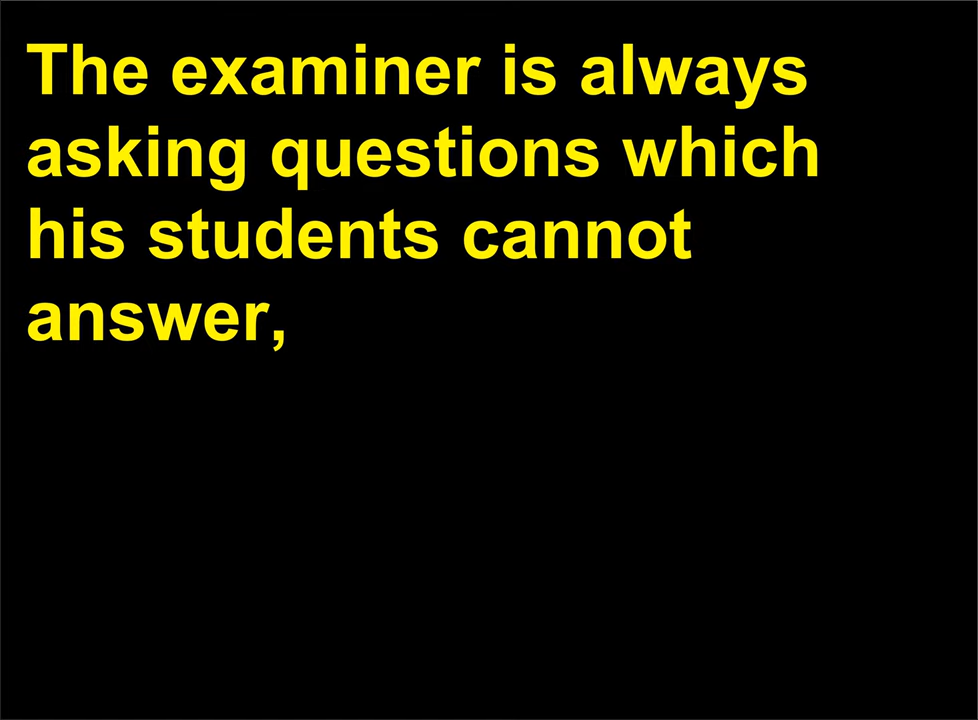 The examiner is always
asking questions which
his students cannot
answer,